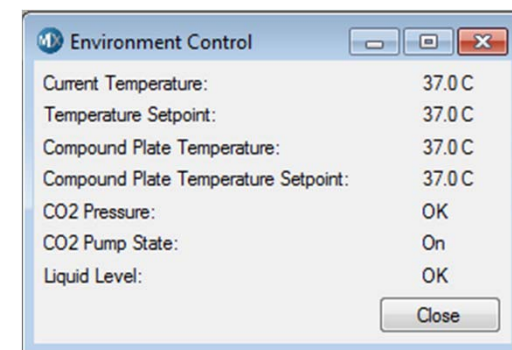 MX Environment Control
Current Temperature: 37.0 C
Temperature Setpoint: 37.0 C
Compound Plate Temperature: 37.0 C
Compound Plate Temperature Setpoint: 37.0 C
CO2 Pressure: OK
CO2 Pump State: On
Liquid Level: OK
Close